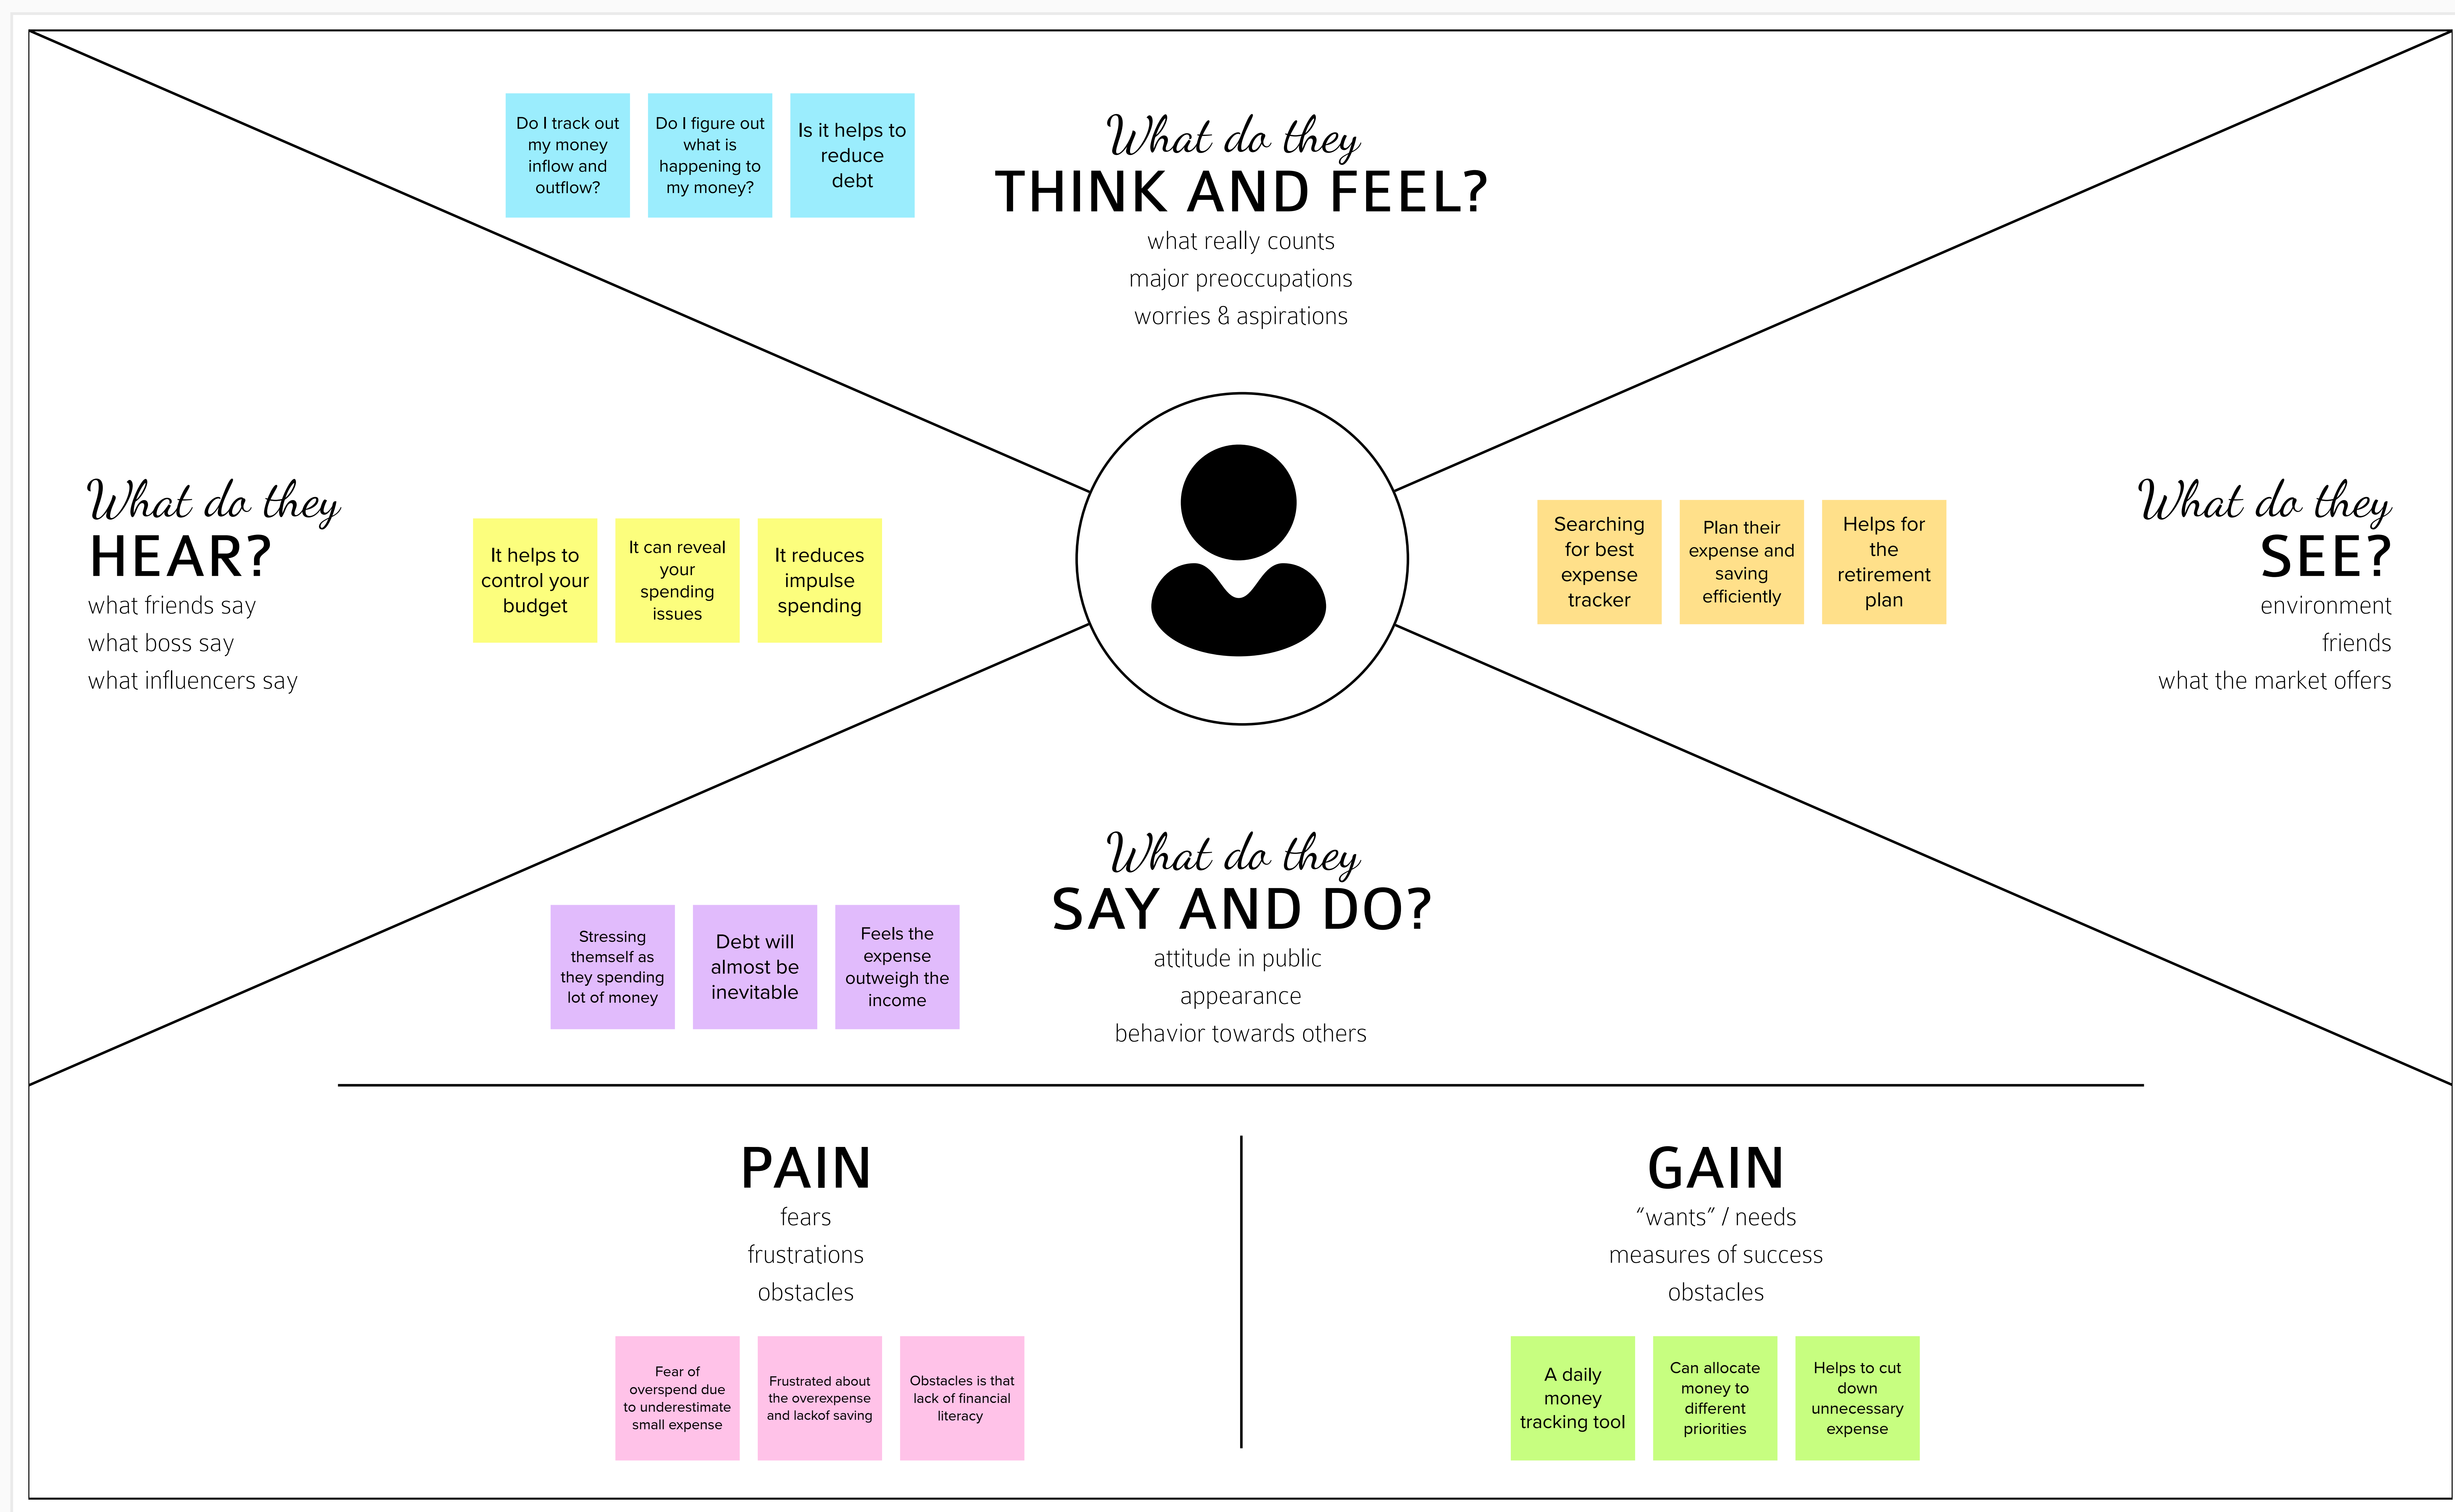 Do I track out
my money
inflow and
outflow?
Do I figure out
what is
happening to
my money?
Is it helps to
reduce
debt
What do they
THINK AND FEEL?
what really counts
major preoccupations
worries & aspirations
What do they
HEAR?
what friends say
what boss say
what influencers say
It helps to
control your
budget
It can reveal
your
spending
issues
It reduces
impulse
spending
Searching
for best
expense
tracker
Plan their
expense and
saving
efficiently
Helps for
the
retirement
plan
What do they
SEE?
environment
friends
what the market offers
What do they
SAY AND DO?
attitude in public
appearance
behavior towards others
Stressing
themself as
they spending
lot of money
Debt will
almost be
inevitable
Feels the
expense
outweigh the
income
PAIN
fears
frustrations
obstacles
Fear of
overspend due
to underestimate
small expense
Frustrated about
the overexpense
and lackof saving
Obstacles is that
lack of financial
literacy
GAIN
“wants” / needs
measures of success
obstacles
A daily
money
tracking tool
Can allocate
money to
different
priorities
Helps to cut
down
unnecessary
expense